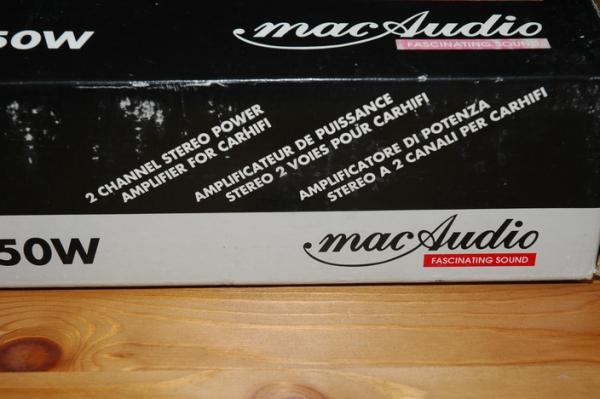 50W
macAudio
FASCINATING SOUND
2 CHANNEL STEREO POWER
AMPLIFIER FOR CARHIFI
AMPLIFICATEUR DE PUISSANCE
STEREO 2 VOIES POUR CARHIFI
AMPLIFICATORE DI POTENZA
STEREO A 2 CANALI PER CARHIFI
50W
macAudio
FASCINATING SOUND